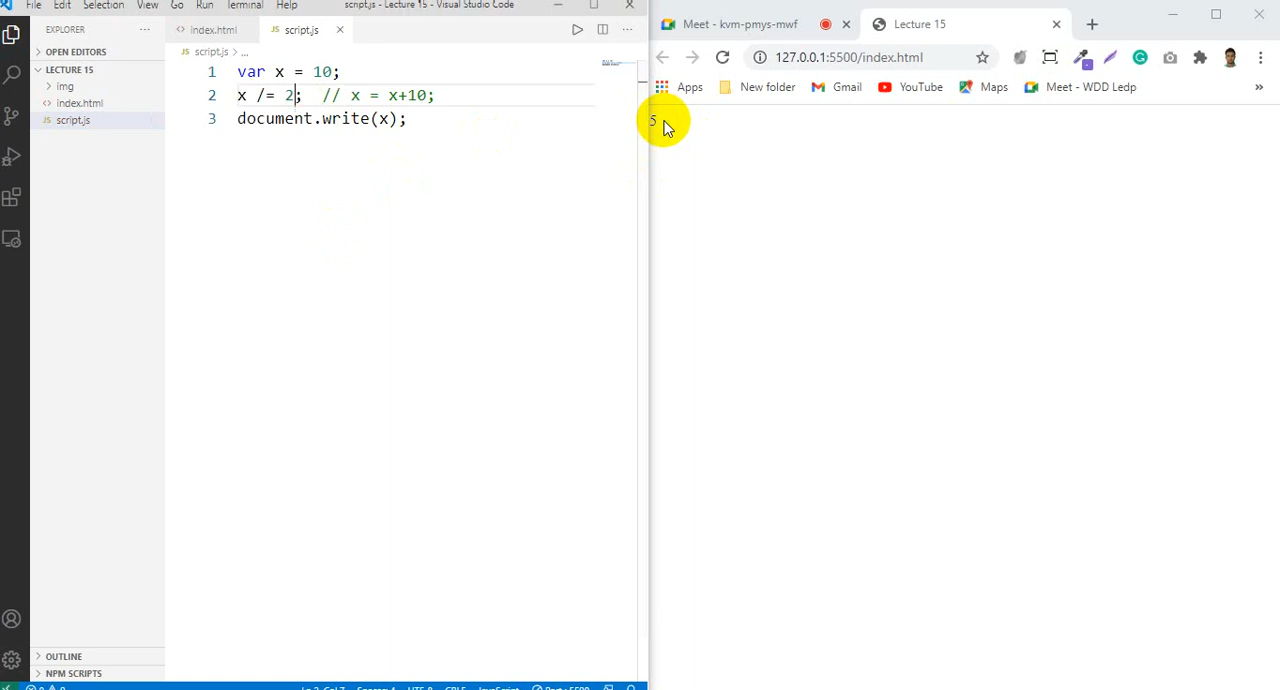 File Edit Selection View Go Run Terminal Help script.js - Lecture 15 - Visual Studio Code
EXPLORER
OPEN EDITORS
LECTURE 15
img
index.html
script.js
OUTLINE
NPM SCRIPTS
index.html script.js
script.js > ...
1 var x = 10;
2 x /= 2; // x = x+10;
3 document.write(x);
JavaScript
Meet - kvm-pmys-mwf Lecture 15
127.0.0.1:5500/index.html
Apps New folder Gmail YouTube Maps Meet - WDD Ledp »
5